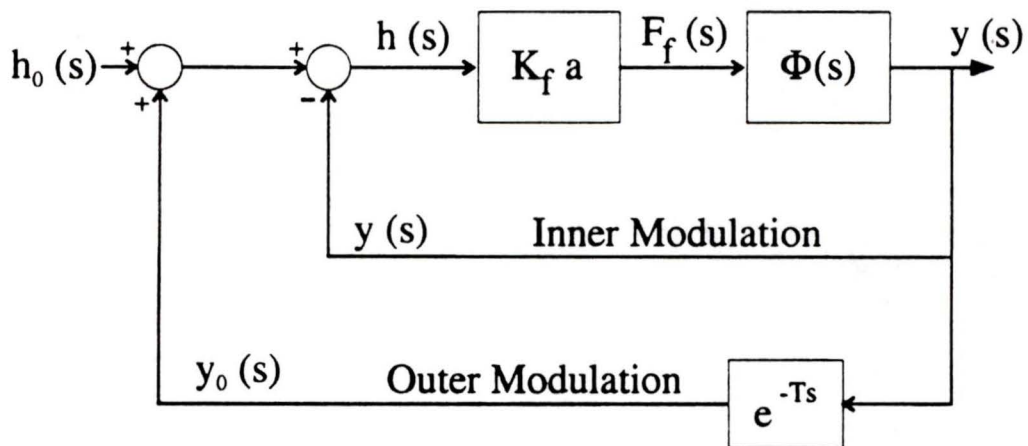 h₀ (s)
+
+
+
-
h (s)
K_f a
F_f (s)
Φ(s)
y (s)
y (s)
Inner Modulation
y₀ (s)
Outer Modulation
e^-Ts